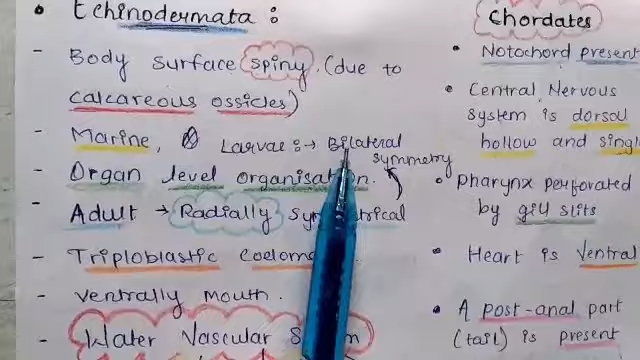 Echinodermata :
- Body surface spiny (due to
calcareous ossicles)
- Marine, Larvae :→ Bilateral
symmetry
- Organ level organisation.
- Adult → Radially
- Triploblastic
- Ventrally mouth.
- Water Vascular
Chordates
• Notochord present
• Central Nervous
system is dorsal
hollow and single
• Pharynx perforated
by gill slits
• Heart is Ventral
• A post-anal part
(tail) is present